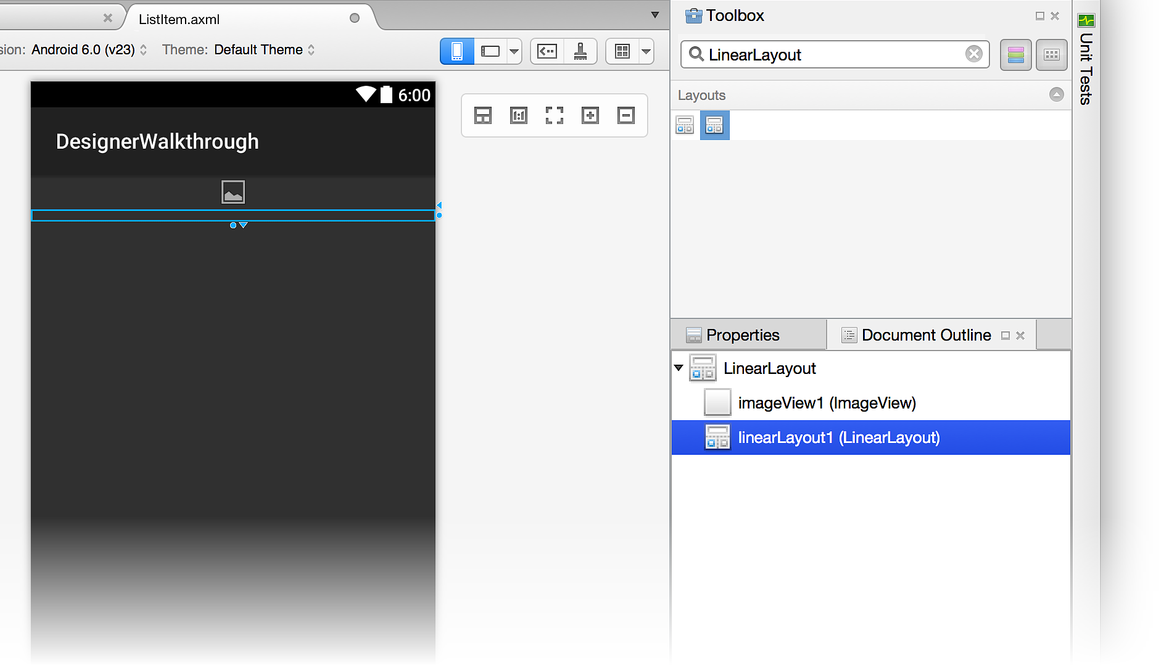 ListItem.axml
sion: Android 6.0 (v23) Theme: Default Theme
6:00
DesignerWalkthrough
Toolbox
LinearLayout
Layouts
Unit Tests
Properties
Document Outline
LinearLayout
imageView1 (ImageView)
linearLayout1 (LinearLayout)